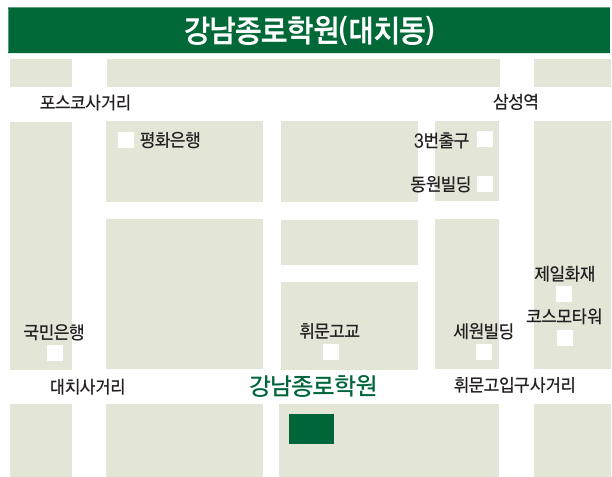 강남종로학원(대치동)
포스코사거리
삼성역
평화은행
3번출구
동원빌딩
제일화재
코스모타워
국민은행
휘문고교
세원빌딩
대치사거리
강남종로학원
휘문고입구사거리